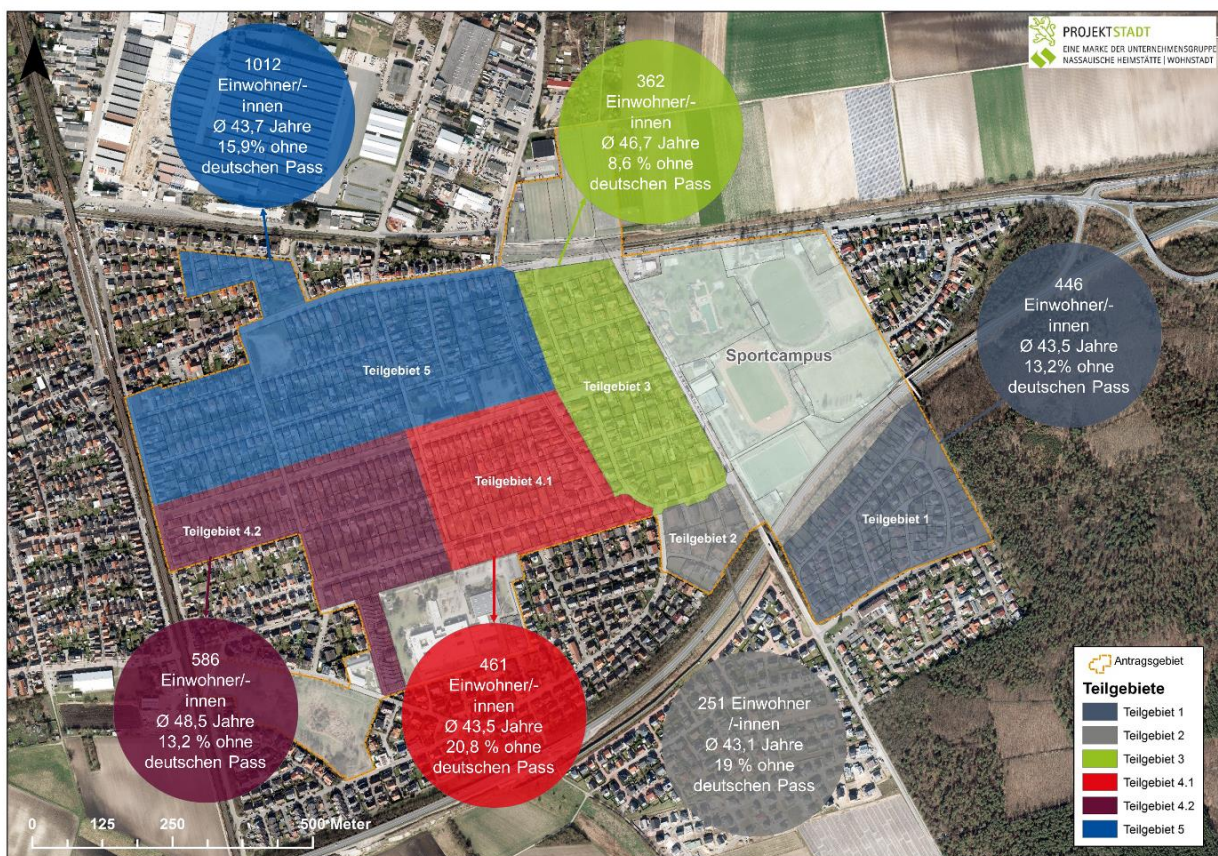 PROJEKTSTADT
EINE MARKE DER UNTERNEHMENSGRUPPE
NASSAUISCHE HEIMSTÄTTE | WOHNSTADT
1012
Einwohner/-
innen
Ø 43,7 Jahre
15,9% ohne
deutschen Pass
362
Einwohner/-
innen
Ø 46,7 Jahre
8,6 % ohne
deutschen Pass
446
Einwohner/-
innen
Ø 43,5 Jahre
13,2% ohne
deutschen Pass
Sportcampus
Teilgebiet 5
Teilgebiet 3
Teilgebiet 4.1
Teilgebiet 4.2
Teilgebiet 2
Teilgebiet 1
586
Einwohner/-
innen
Ø 48,5 Jahre
13,2 % ohne
deutschen Pass
461
Einwohner/-
innen
Ø 43,5 Jahre
20,8 % ohne
deutschen Pass
251 Einwohner
/-innen
Ø 43,1 Jahre
19 % ohne
deutschen Pass
Antragsgebiet
Teilgebiete
Teilgebiet 1
Teilgebiet 2
Teilgebiet 3
Teilgebiet 4.1
Teilgebiet 4.2
Teilgebiet 5
0 125 250 500 Meter